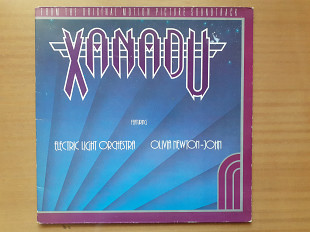 FROM THE ORIGINAL MOTION PICTURE SOUNDTRACK
XANADU
FEATURING
ELECTRIC LIGHT ORCHESTRA OLIVIA NEWTON-JOHN